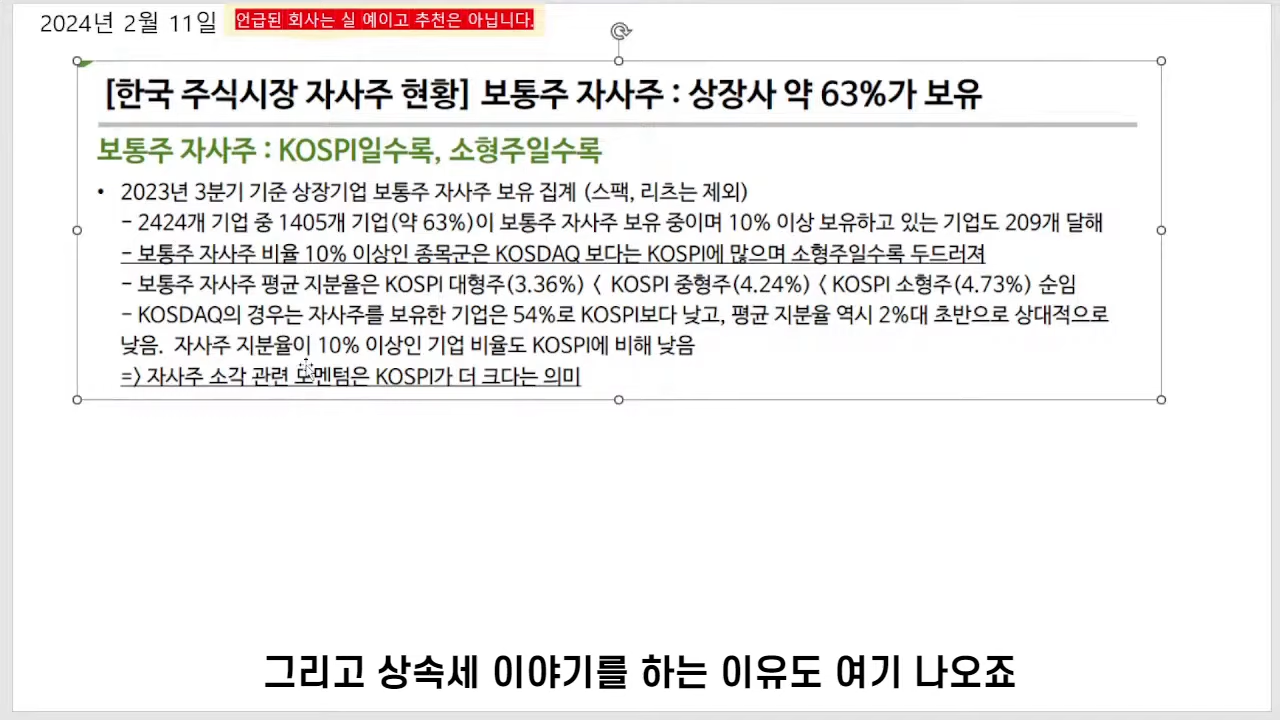 2024년 2월 11일
언급된 회사는 실 예이고 추천은 아닙니다.
[한국 주식시장 자사주 현황] 보통주 자사주 : 상장사 약 63%가 보유
보통주 자사주 : KOSPI일수록, 소형주일수록
• 2023년 3분기 기준 상장기업 보통주 자사주 보유 집계 (스팩, 리츠는 제외)
- 2424개 기업 중 1405개 기업(약 63%)이 보통주 자사주 보유 중이며 10% 이상 보유하고 있는 기업도 209개 달해
- 보통주 자사주 비율 10% 이상인 종목군은 KOSDAQ 보다는 KOSPI에 많으며 소형주일수록 두드러져
- 보통주 자사주 평균 지분율은 KOSPI 대형주(3.36%) < KOSPI 중형주(4.24%) < KOSPI 소형주(4.73%) 순임
- KOSDAQ의 경우는 자사주를 보유한 기업은 54%로 KOSPI보다 낮고, 평균 지분율 역시 2%대 초반으로 상대적으로
낮음. 자사주 지분율이 10% 이상인 기업 비율도 KOSPI에 비해 낮음
=> 자사주 소각 관련 모멘텀은 KOSPI가 더 크다는 의미
그리고 상속세 이야기를 하는 이유도 여기 나오죠